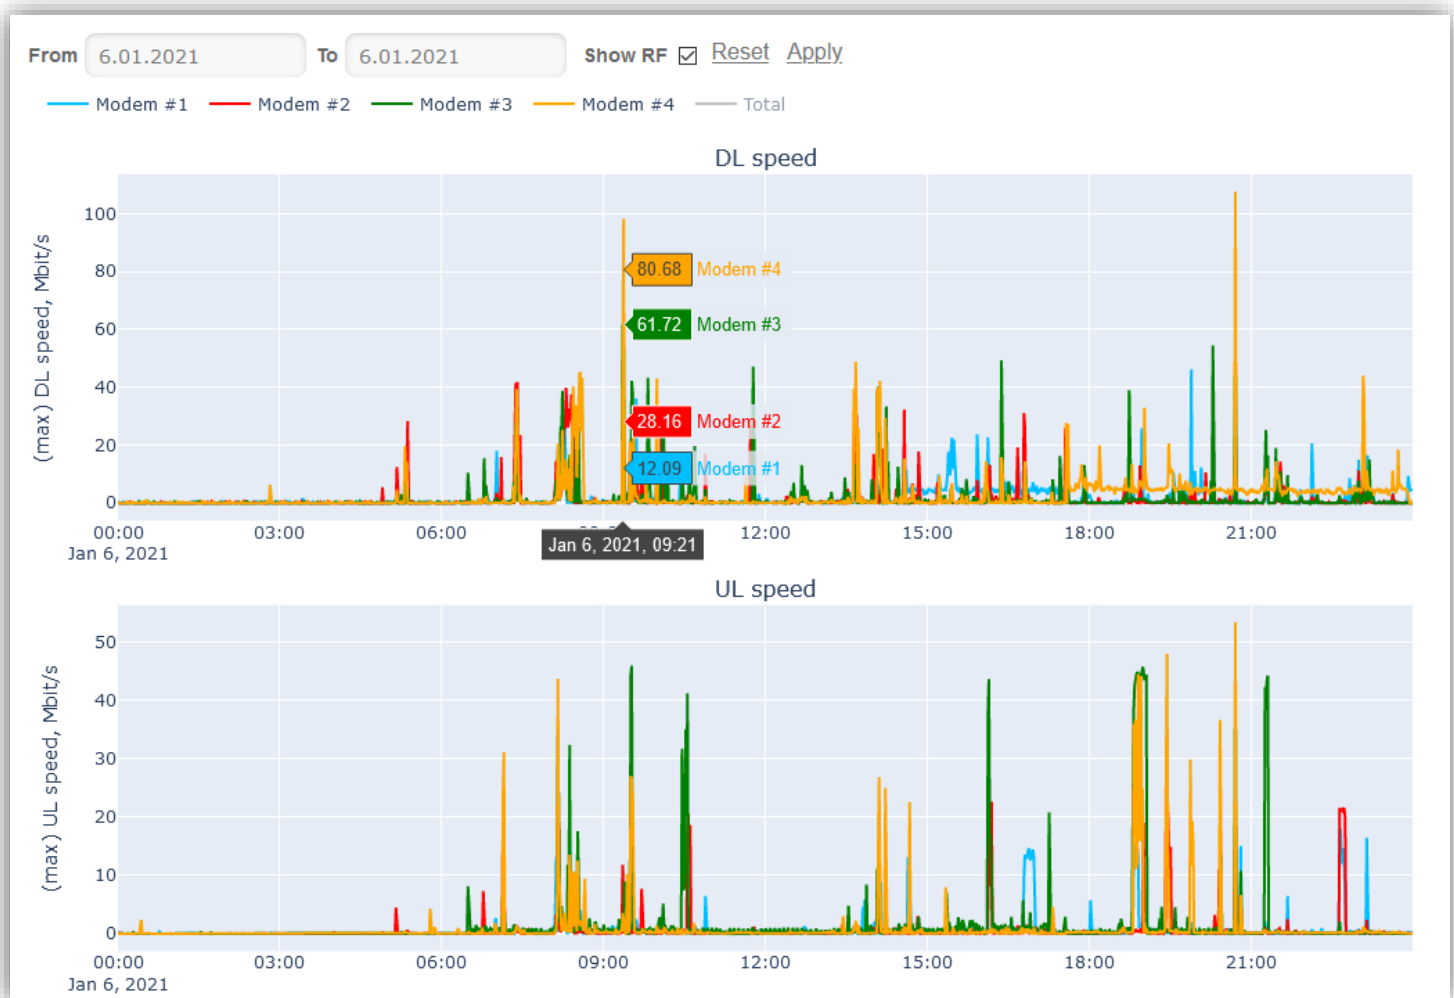 From 6.01.2021 To 6.01.2021 Show RF Reset Apply
Modem #1 Modem #2 Modem #3 Modem #4 Total
DL speed
(max) DL speed, Mbit/s
100
80
60
40
20
0
80.68 Modem #4
61.72 Modem #3
28.16 Modem #2
12.09 Modem #1
00:00 03:00 06:00 12:00 15:00 18:00 21:00
Jan 6, 2021
Jan 6, 2021, 09:21
UL speed
(max) UL speed, Mbit/s
50
40
30
20
10
0
00:00 03:00 06:00 09:00 12:00 15:00 18:00 21:00
Jan 6, 2021